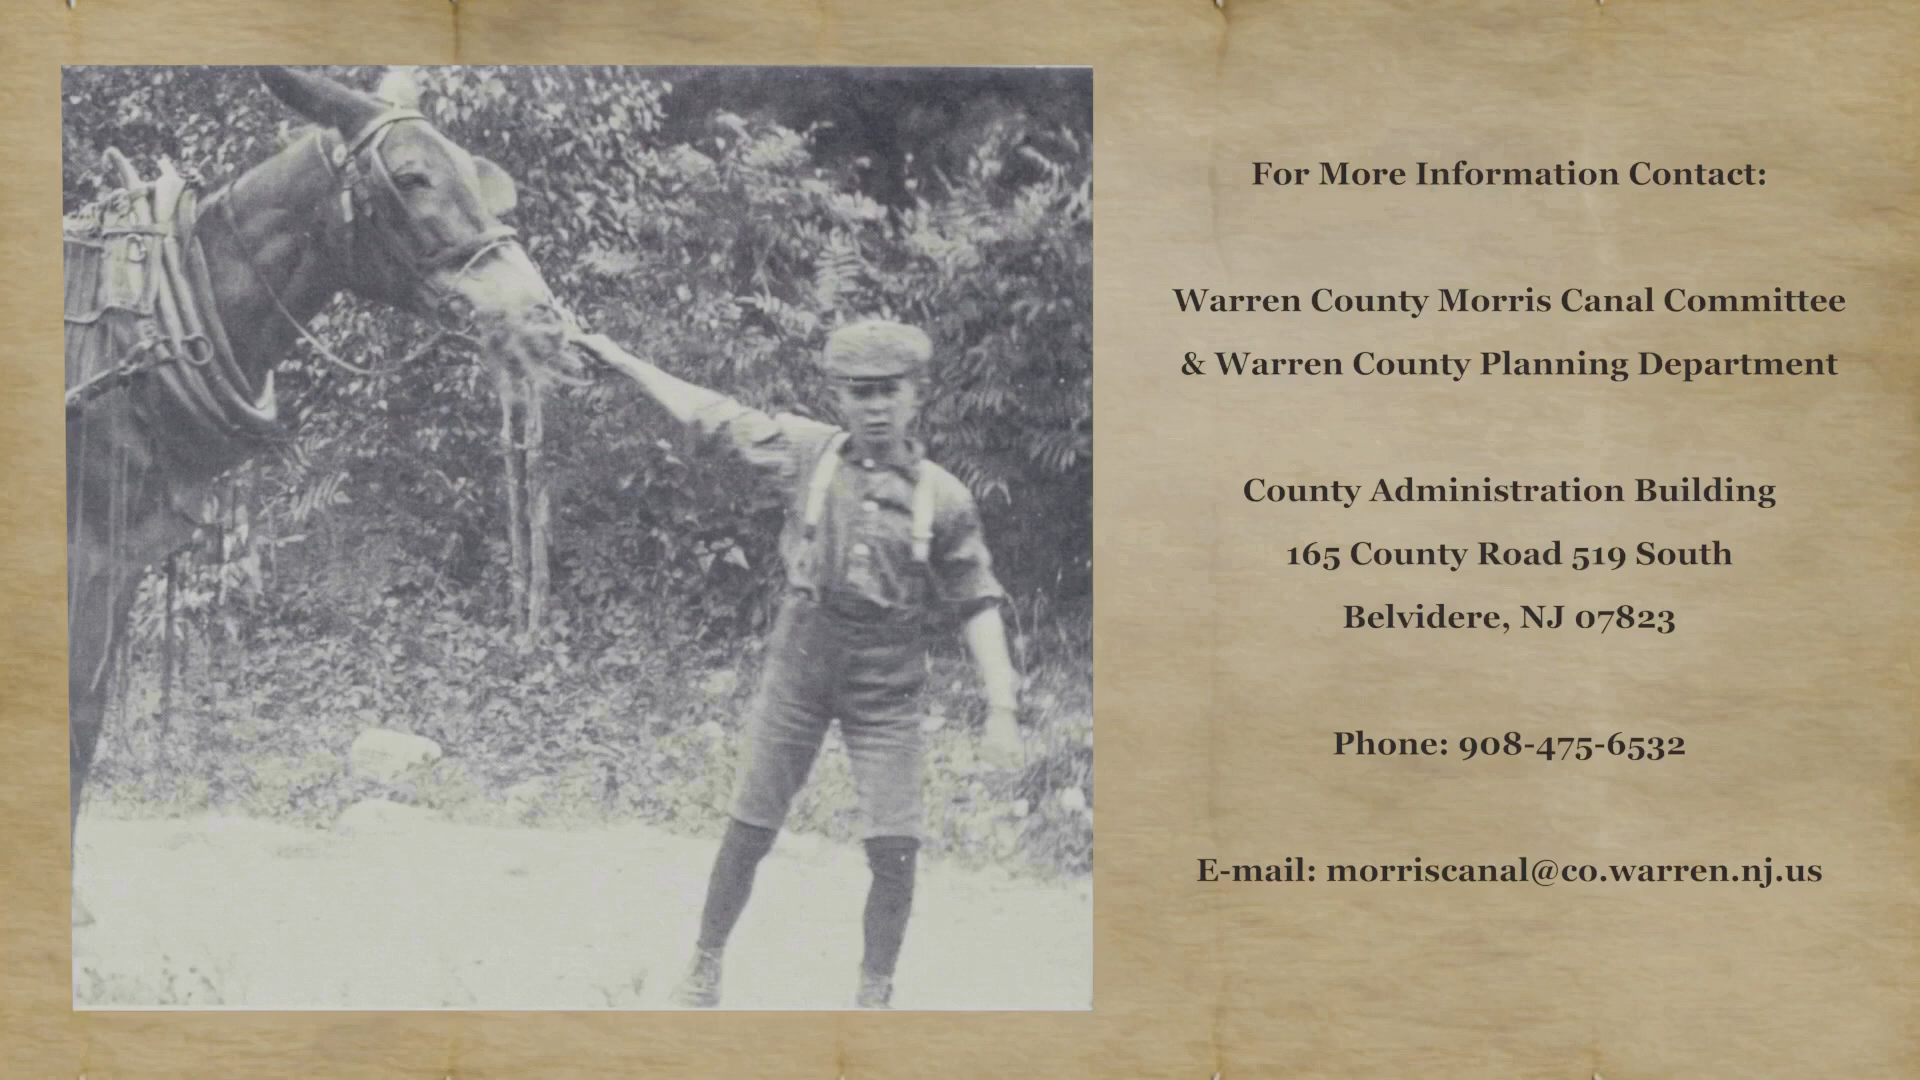 For More Information Contact:
Warren County Morris Canal Committee
& Warren County Planning Department
County Administration Building
165 County Road 519 South
Belvidere, NJ 07823
Phone: 908-475-6532
E-mail: morriscanal@co.warren.nj.us